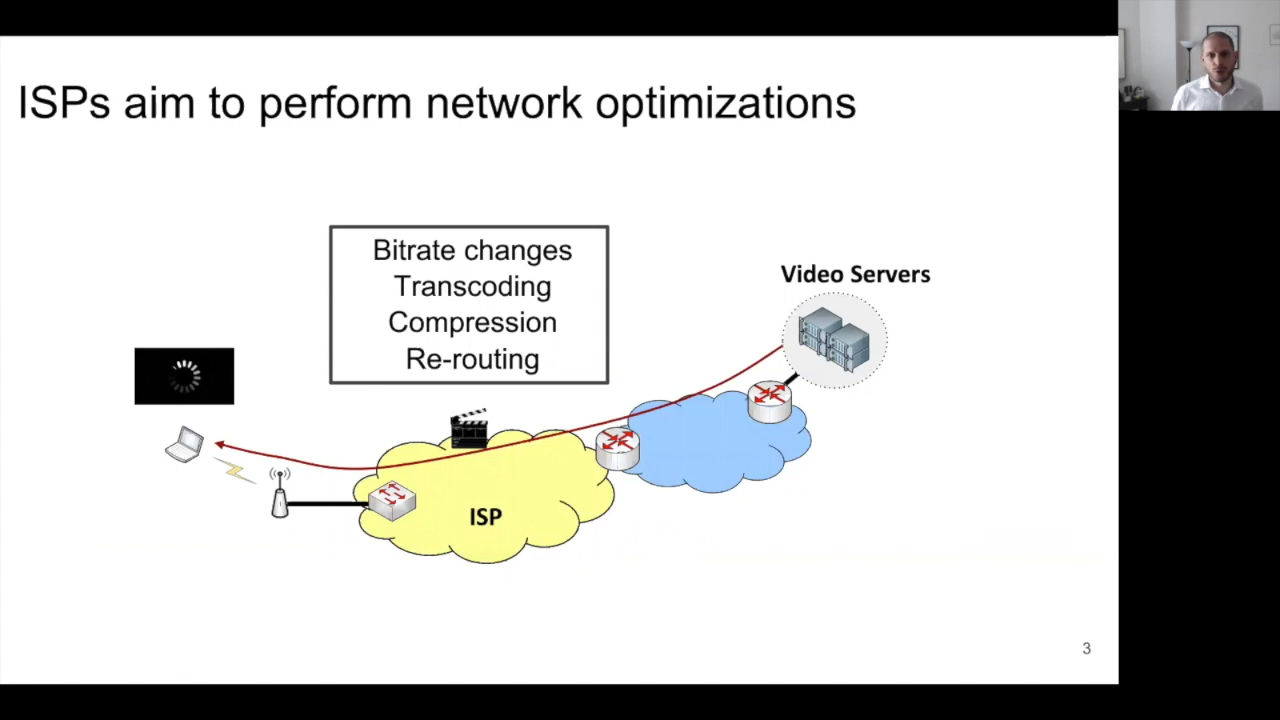 ISPs aim to perform network optimizations
Bitrate changes
Transcoding
Compression
Re-routing
Video Servers
ISP
3